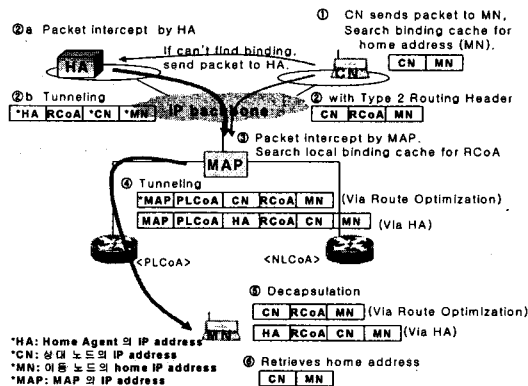 ②a Packet intercept by HA
① CN sends packet to MN,
Search binding cache for
home address (MN).
CN MN
If can't find binding,
send packet to HA.
HA
CN
②b Tunneling
*HA RCoA *CN *MN
IP backbone
② with Type 2 Routing Header
CN RCoA MN
③ Packet intercept by MAP.
Search local binding cache for RCoA
MAP
④ Tunneling
*MAP PLCoA CN RCoA MN (Via Route Optimization)
MAP PLCoA HA RCoA CN MN (Via HA)
<PLCoA>
<NLCoA>
⑤ Decapsulation
CN RCoA MN (Via Route Optimization)
HA RCoA CN MN (Via HA)
MN
*HA: Home Agent 의 IP address
*CN: 상대 노드의 IP address
*MN: 이동 노드의 home IP address
*MAP: MAP 의 IP address
⑥ Retrieves home address
CN MN